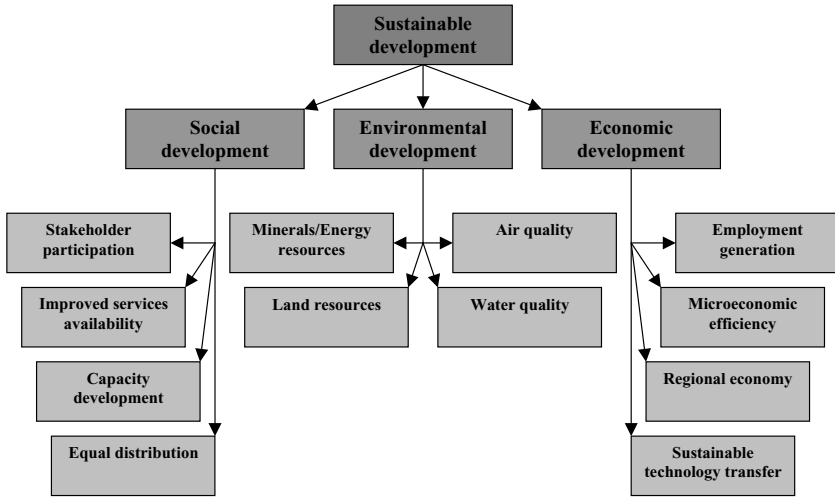 Sustainable
development
Social
development
Environmental
development
Economic
development
Stakeholder
participation
Minerals/Energy
resources
Air quality
Employment
generation
Improved services
availability
Land resources
Water quality
Microeconomic
efficiency
Capacity
development
Regional economy
Equal distribution
Sustainable
technology transfer